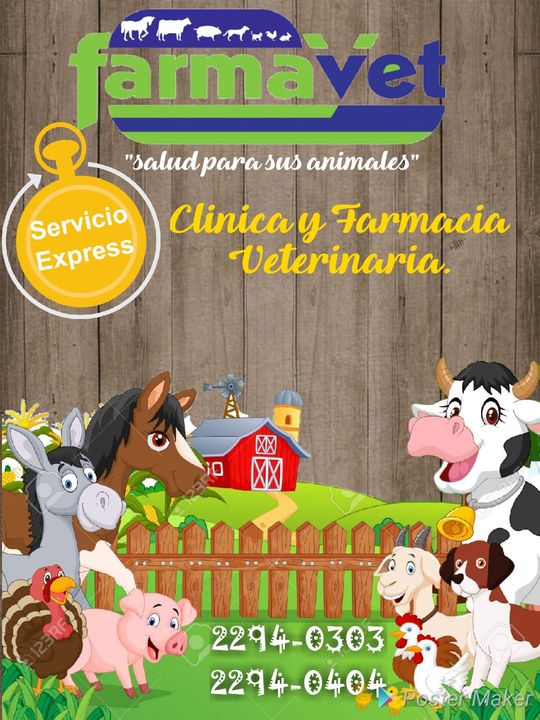 farmavet
"salud para sus animales"
Servicio
Express
Clinica y Farmacia
Veterinaria.
2294-0303
2294-0404
Poster Maker